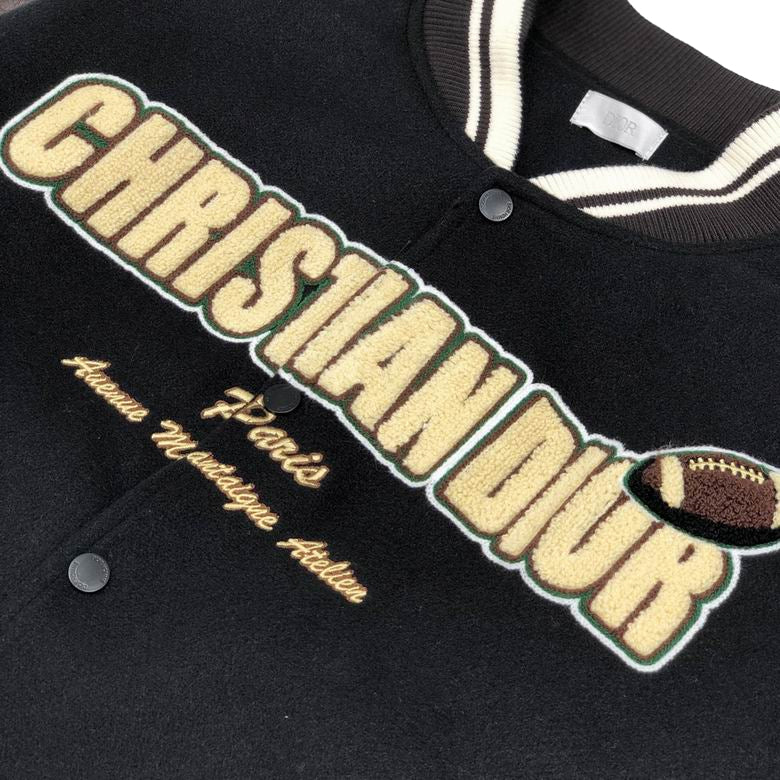 DIOR
CHRISTIAN DIOR
Paris
Avenue Montaigne Atelier